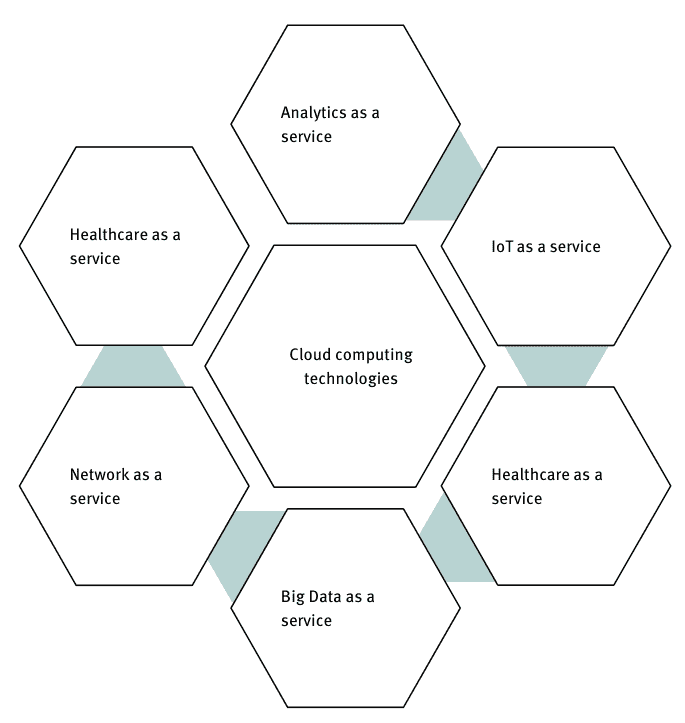 Analytics as a
service
Healthcare as a
service
IoT as a service
Cloud computing
technologies
Network as a
service
Healthcare as a
service
Big Data as a
service